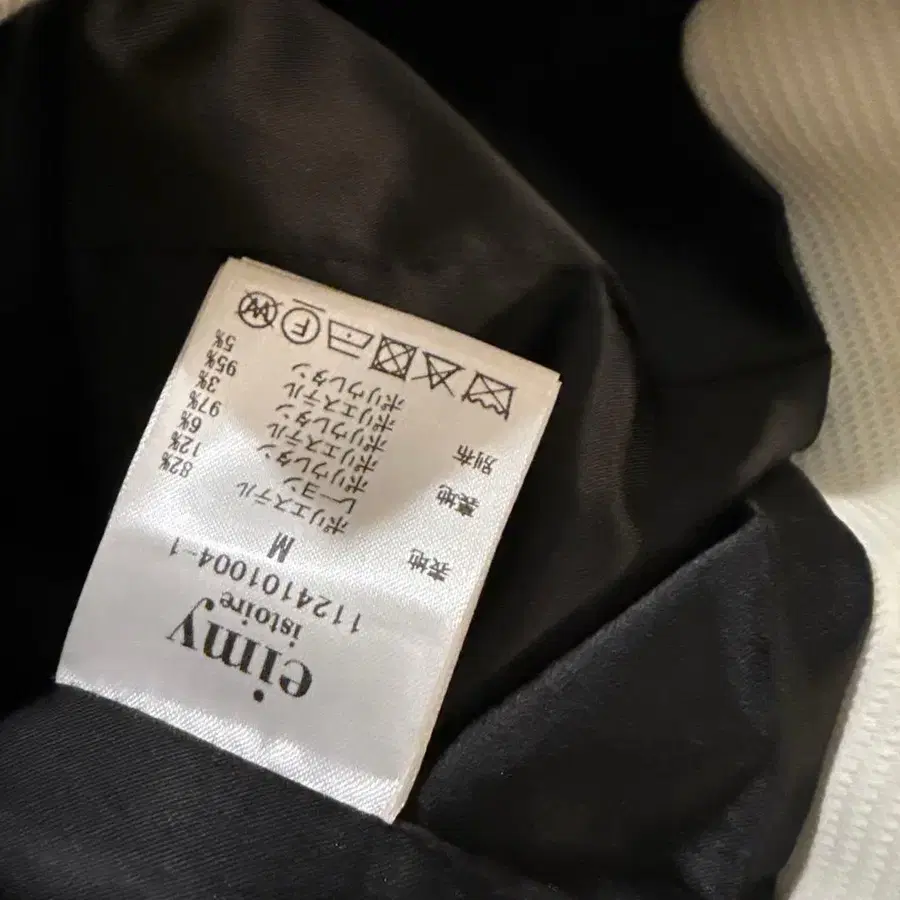 eimy
istoire
1124101004-1
M
表地 ポリエステル 82%
レーヨン 12%
ポリウレタン 6%
裏地 ポリエステル 97%
ポリウレタン 3%
別布 ポリエステル 95%
ポリウレタン 5%
F W